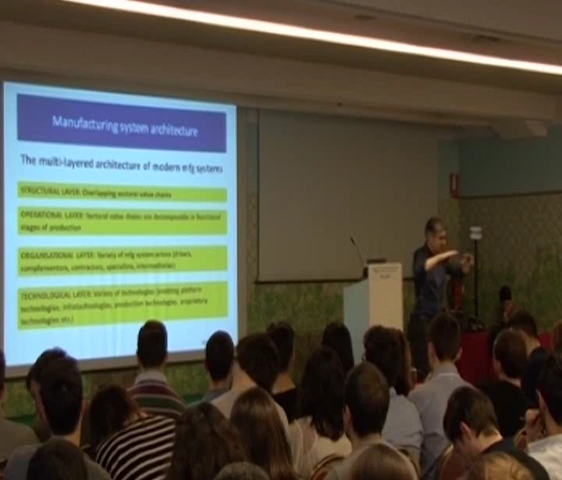 Manufacturing system architecture
The multi-layered architecture of modern mfg systems
STRUCTURAL LAYER: Overlapping sectoral value chains
OPERATIONAL LAYER: Sectoral value chains are decomposable in functional
stages of production
ORGANISATIONAL LAYER: Variety of mfg system actors (drivers,
complementors, contractors, specialists, intermediaries)
TECHNOLOGICAL LAYER: Variety of technologies (enabling platform
technologies, infratechnologies, production technologies, proprietary
technologies etc.)